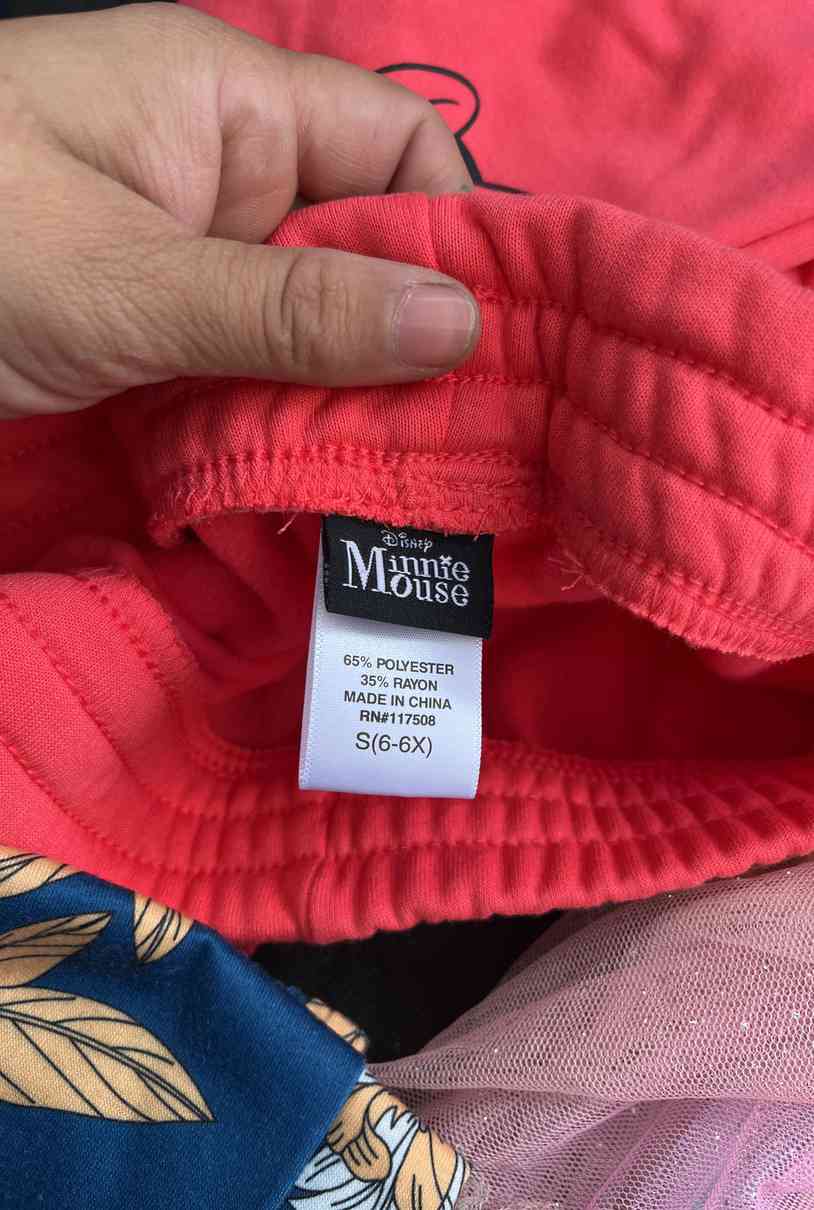 Disney
Minnie
Mouse
65% POLYESTER
35% RAYON
MADE IN CHINA
RN#117508
S(6-6X)